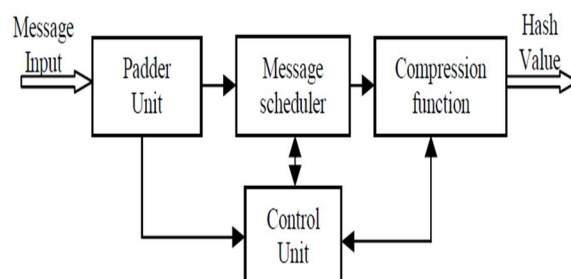 Message
Input
Padder
Unit
Message
scheduler
Compression
function
Hash
Value
Control
Unit